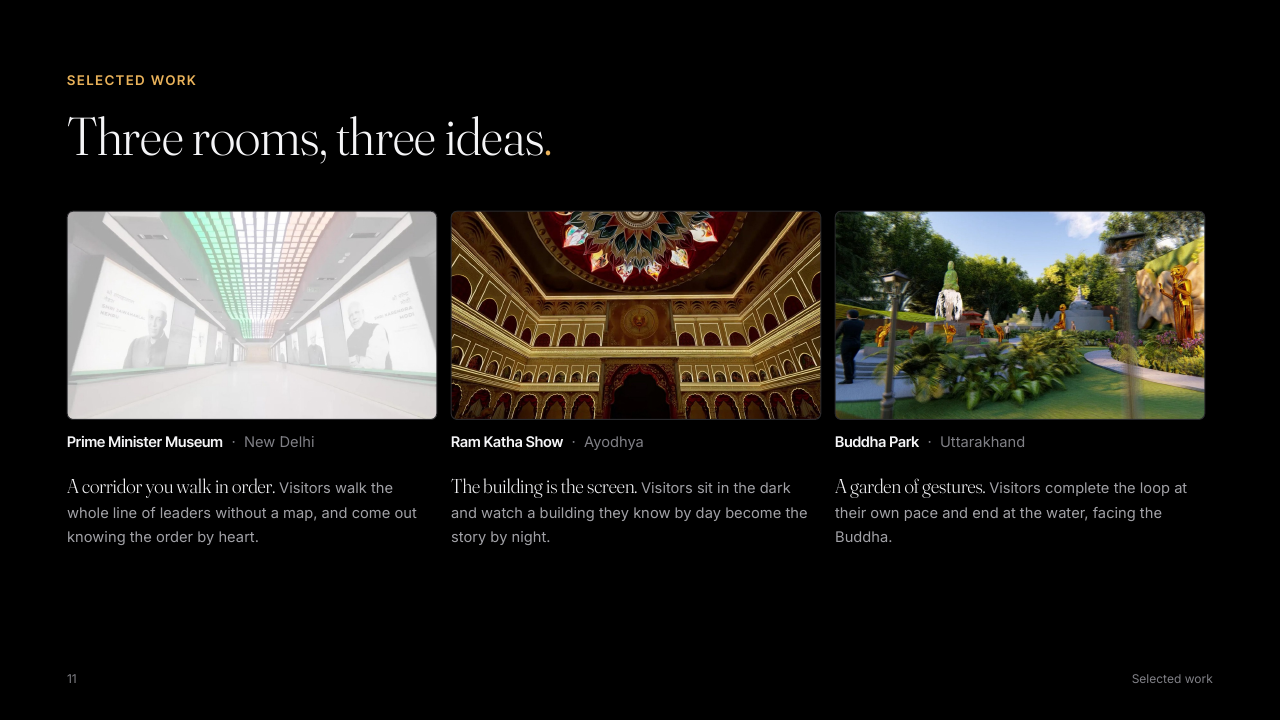 SELECTED WORK
Three rooms, three ideas.
Prime Minister Museum · New Delhi
A corridor you walk in order. Visitors walk the
whole line of leaders without a map, and come out
knowing the order by heart.
Ram Katha Show · Ayodhya
The building is the screen. Visitors sit in the dark
and watch a building they know by day become the
story by night.
Buddha Park · Uttarakhand
A garden of gestures. Visitors complete the loop at
their own pace and end at the water, facing the
Buddha.
11
Selected work